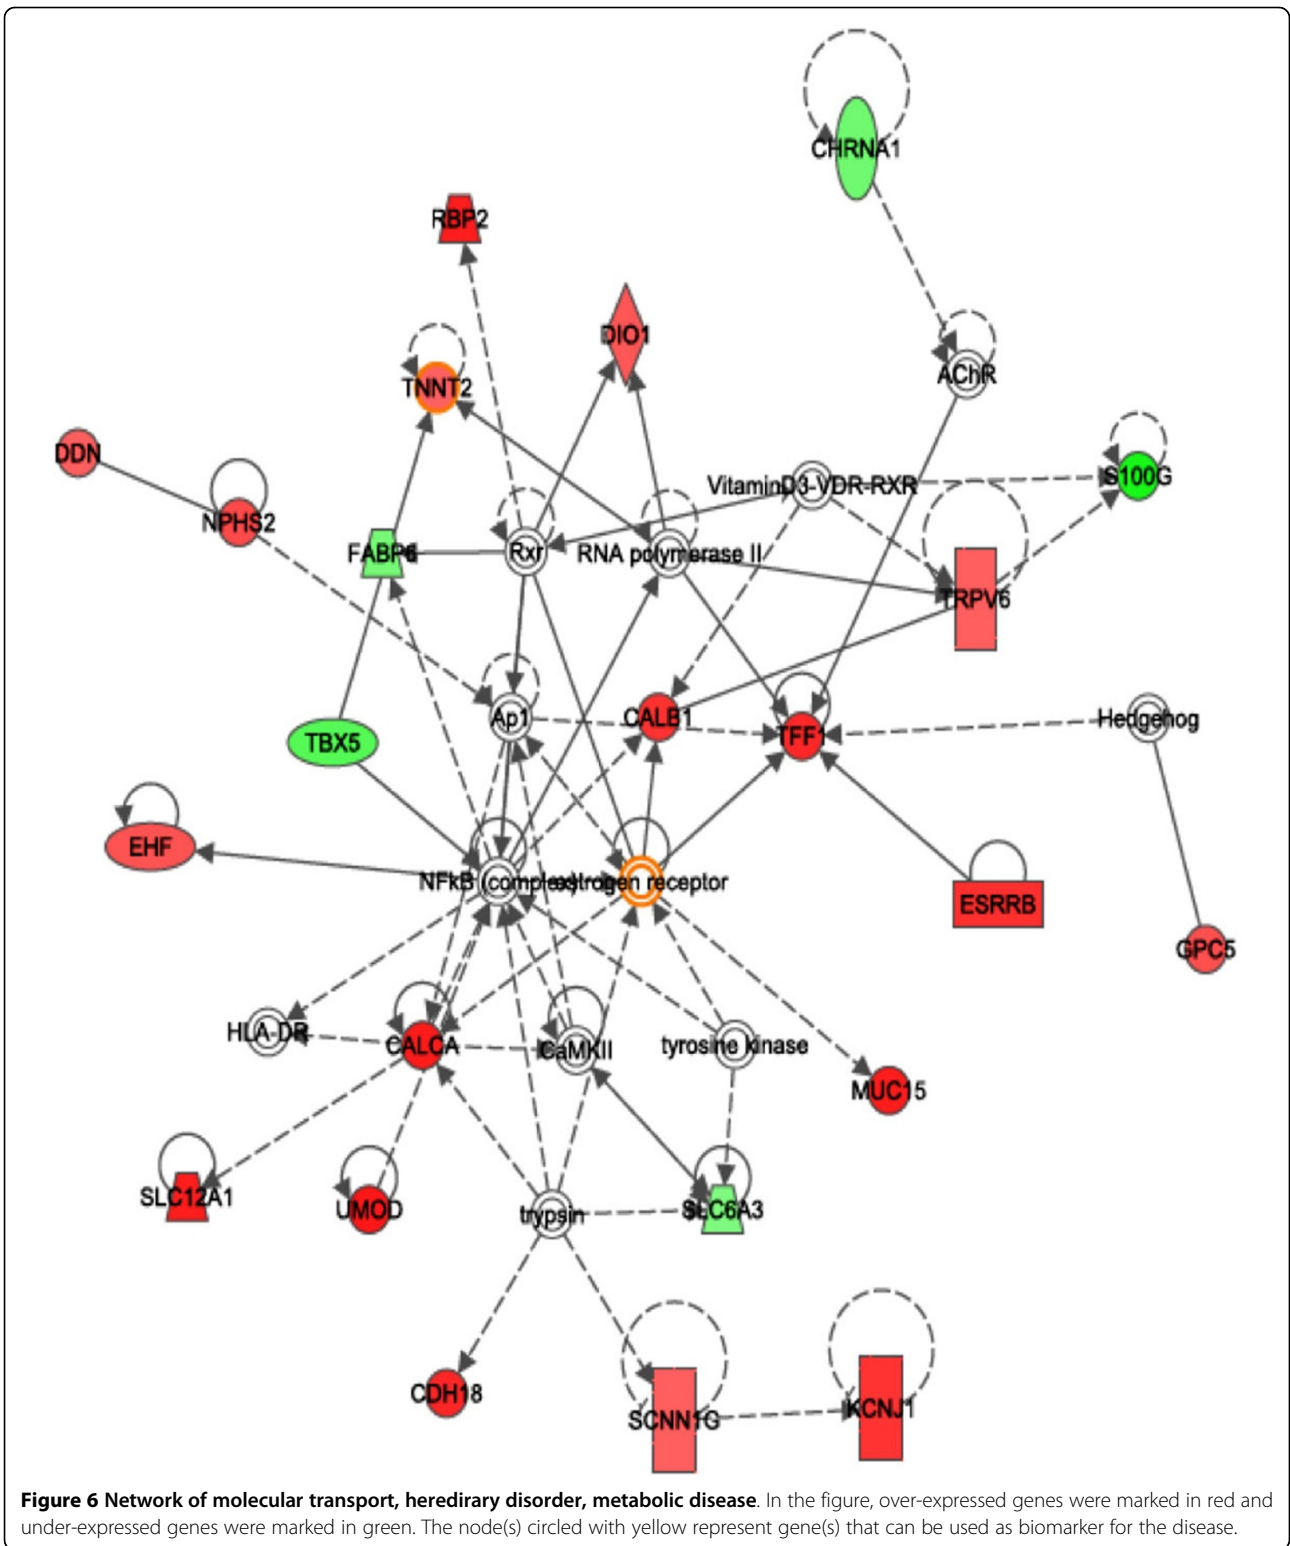 CHRNA1
RBP2
DIO1
TNNT2
AChR
DDN
VitaminD3-VDR-RXR
S100G
NPHS2
Rxr
RNA polymerase II
TRPV6
Ap1
CALB1
TFF1
Hedgehog
TBX5
EHF
NFkB (complex)
estrogen receptor
ESRRB
GPC5
HLA-DR
CALCA
CaMKII
tyrosine kinase
MUC15
SLC12A1
UMOD
trypsin
SLC6A3
CDH18
SCNN1G
KCNJ1
Figure 6 Network of molecular transport, heredirary disorder, metabolic disease. In the figure, over-expressed genes were marked in red and
under-expressed genes were marked in green. The node(s) circled with yellow represent gene(s) that can be used as biomarker for the disease.